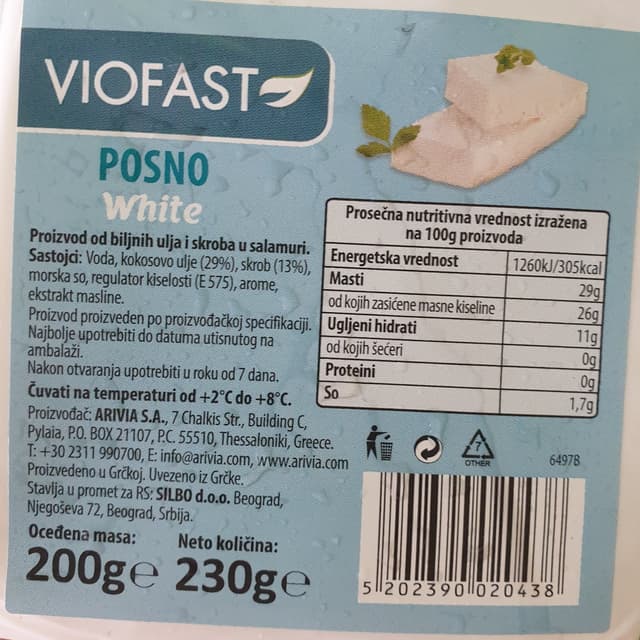 VIOFAST
POSNO
White
Proizvod od biljnih ulja i skroba u salamuri.
Sastojci: Voda, kokosovo ulje (29%), skrob (13%),
morska so, regulator kiselosti (E 575), arome,
ekstrakt masline.
Proizvod proizveden po proizvođačkoj specifikaciji.
Najbolje upotrebiti do datuma utisnutog na
ambalaži.
Nakon otvaranja upotrebiti u roku od 7 dana.
Čuvati na temperaturi od +2°C do +8°C.
Proizvođač: ARIVIA S.A., 7 Chalkis Str., Building C,
Pylaia, P.O. BOX 21107, P.C. 55510, Thessaloniki, Greece.
T: +30 2311 990700, E: info@arivia.com, www.arivia.com
Proizvedeno u Grčkoj. Uvezeno iz Grčke.
Stavlja u promet za RS: SILBO d.o.o. Beograd,
Njegoševa 72, Beograd, Srbija.
Oceđena masa: Neto količina:
200g e 230g e
Prosečna nutritivna vrednost izražena
na 100g proizvoda
Energetska vrednost 1260kJ/305kcal
Masti 29g
od kojih zasićene masne kiseline 26g
Ugljeni hidrati 11g
od kojih šećeri 0g
Proteini 0g
So 1,7g
7
OTHER
6497B
5 202390 020438